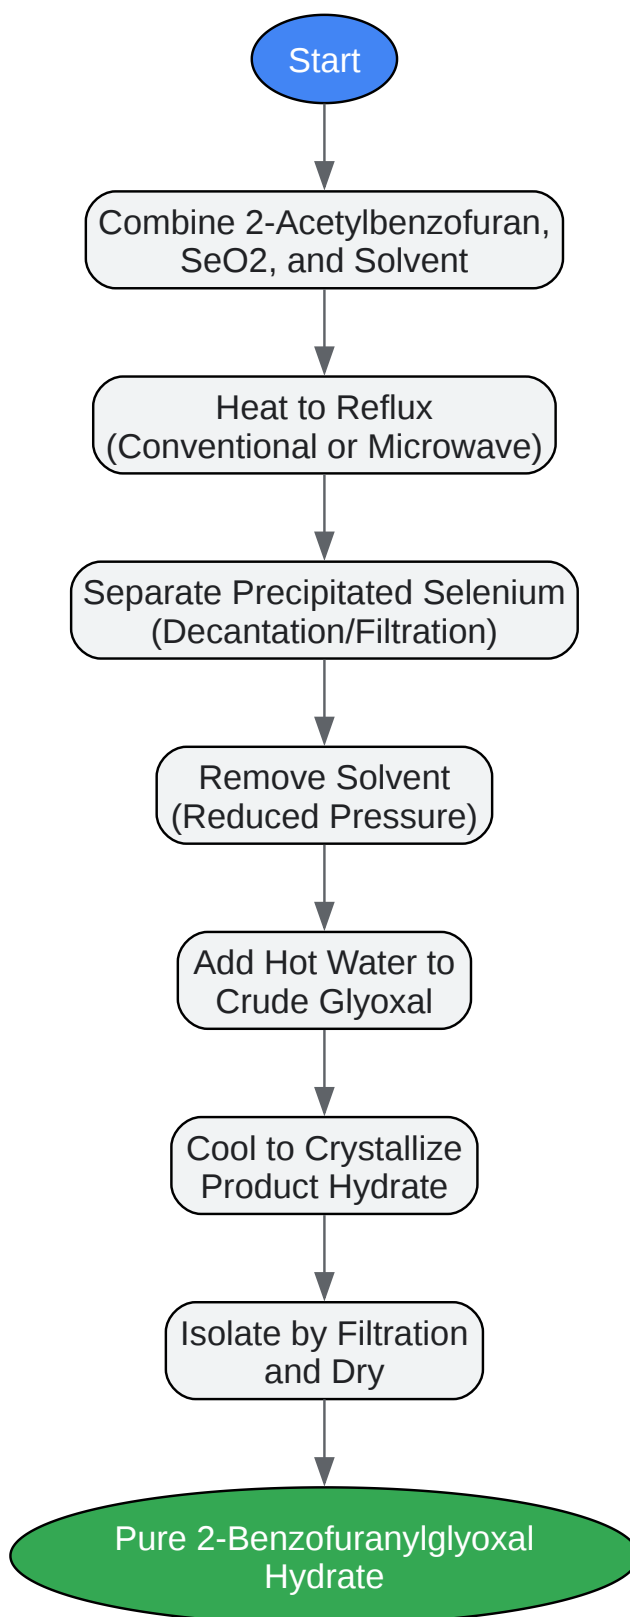 Start
Combine 2-Acetylbenzofuran,
SeO2, and Solvent
Heat to Reflux
(Conventional or Microwave)
Separate Precipitated Selenium
(Decantation/Filtration)
Remove Solvent
(Reduced Pressure)
Add Hot Water to
Crude Glyoxal
Cool to Crystallize
Product Hydrate
Isolate by Filtration
and Dry
Pure 2-Benzofuranylglyoxal
Hydrate